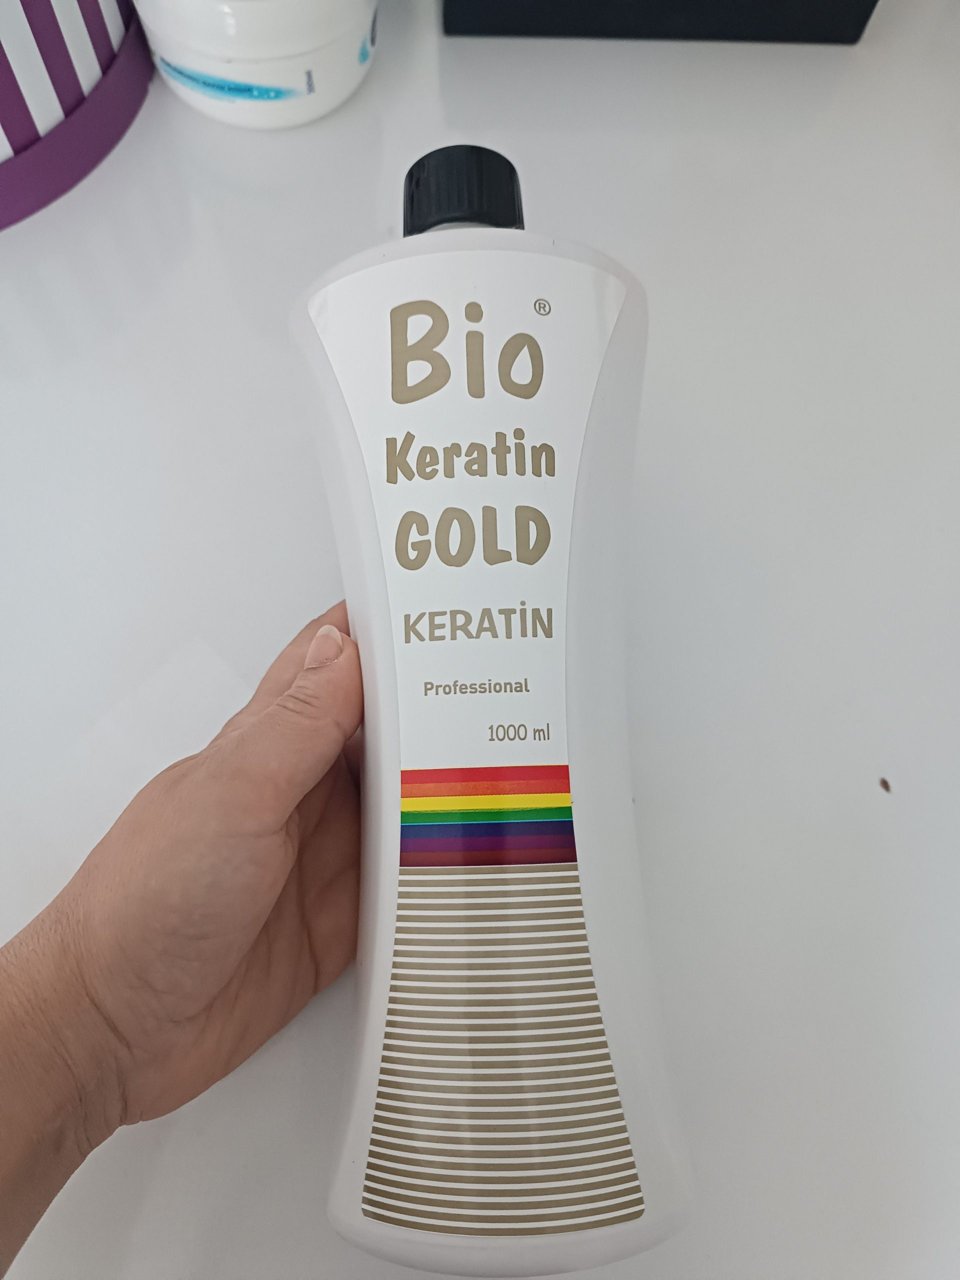 Bio®
Keratin
GOLD
KERATİN
Professional
1000 ml